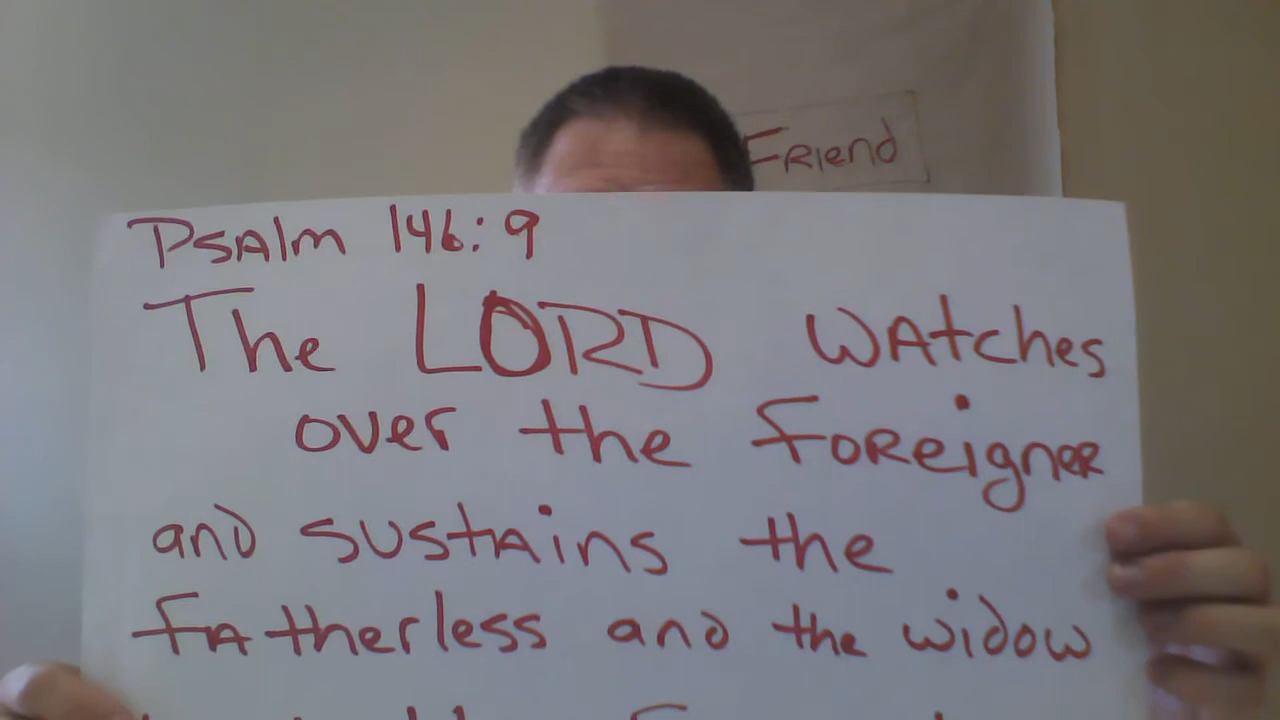 Friend
Psalm 146:9
The LORD watches
over the foreigner
and sustains the
fatherless and the widow